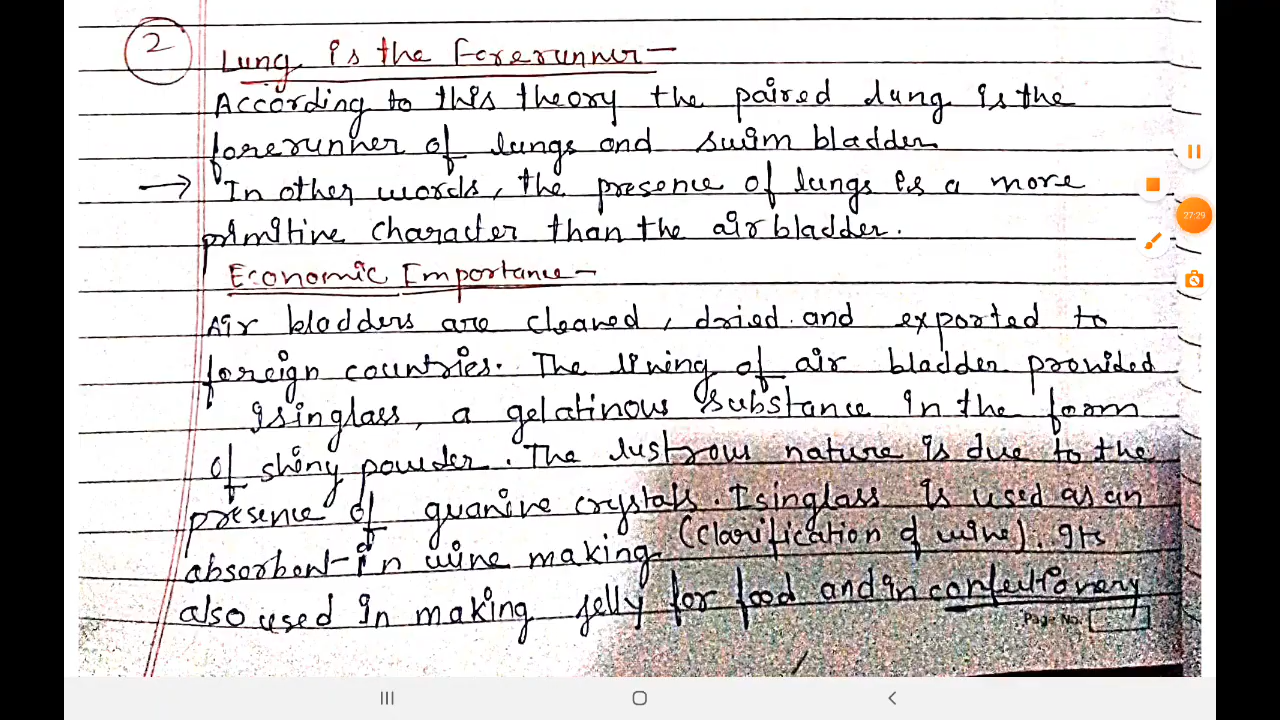 2
Lung is the Forerunner-
According to this theory the paired lung is the
forerunner of lungs and swim bladder
→ In other words, the presence of lungs is a more
primitive character than the air bladder.
Economic Importance-
Air bladders are cleaned, dried and exported to
foreign countries. The lining of air bladder provided
isinglass, a gelatinous substance in the form
of shiny powder. The lustrous nature is due to the
presence of guanine crystals. Isinglass is used as an
absorbent in wine making (clarification of wine). Its
also used in making jelly for food and in confectionery
Page No.
27:29